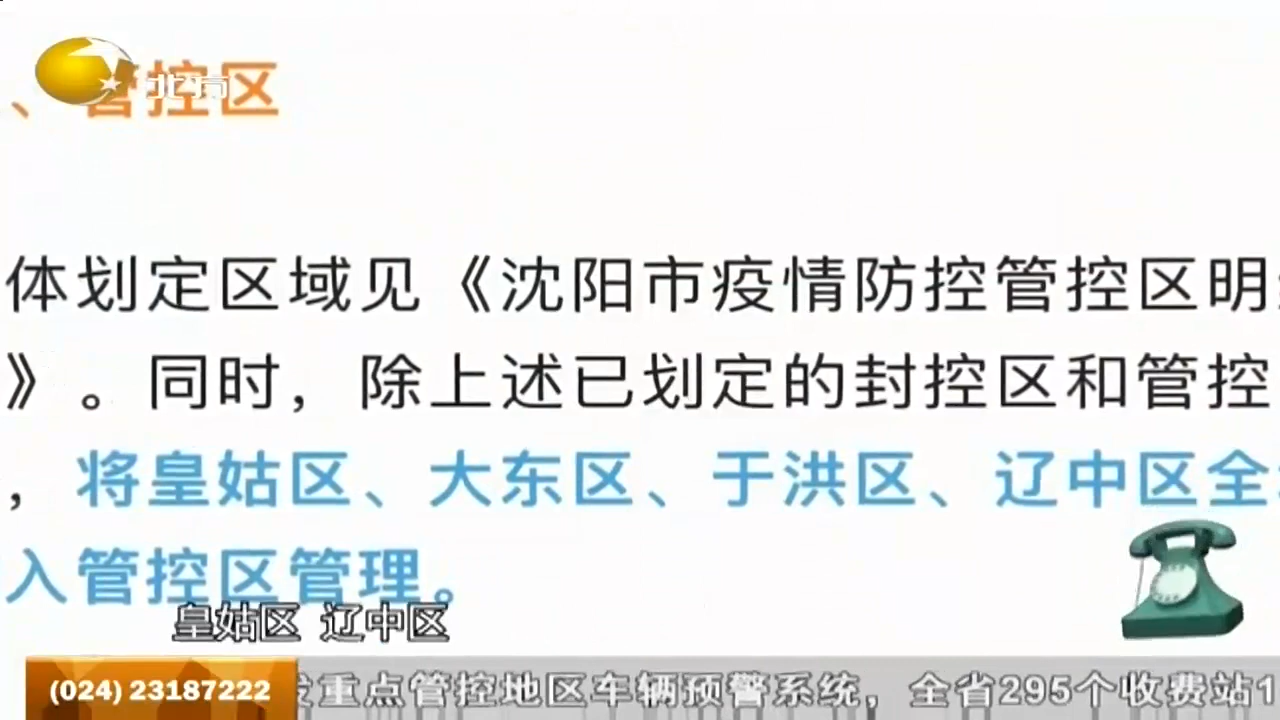 、管控区
北京
体划定区域见《沈阳市疫情防控管控区明
》。同时，除上述已划定的封控区和管控
，将皇姑区、大东区、于洪区、辽中区全
入管控区管理。
皇姑区 辽中区
(024) 23187222
重点管控地区车辆预警系统，全省295个收费站1